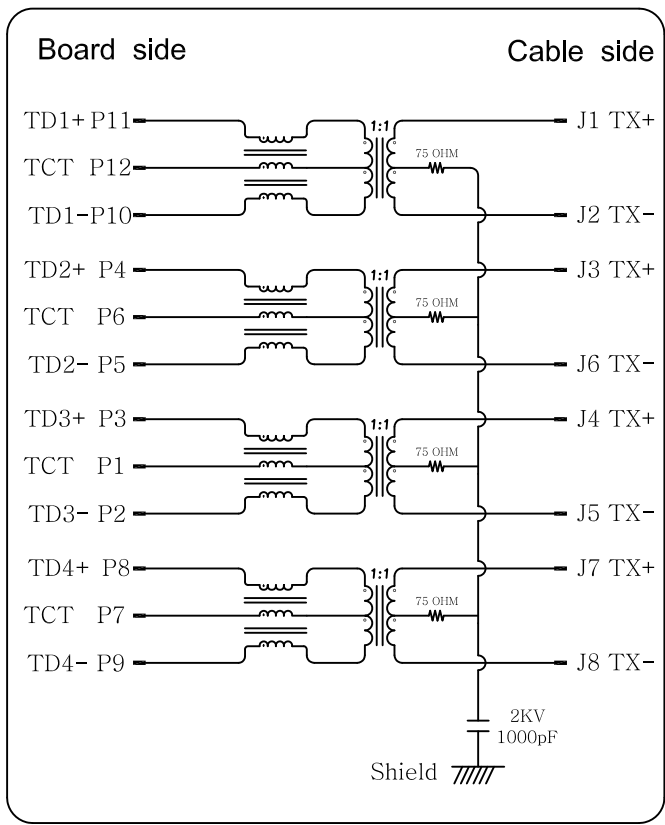 Board side Cable side
TD1+ P11 1:1 J1 TX+
TCT P12 75 OHM
TD1- P10 J2 TX-
TD2+ P4 1:1 J3 TX+
TCT P6 75 OHM
TD2- P5 J6 TX-
TD3+ P3 1:1 J4 TX+
TCT P1 75 OHM
TD3- P2 J5 TX-
TD4+ P8 1:1 J7 TX+
TCT P7 75 OHM
TD4- P9 J8 TX-
2KV
1000pF
Shield